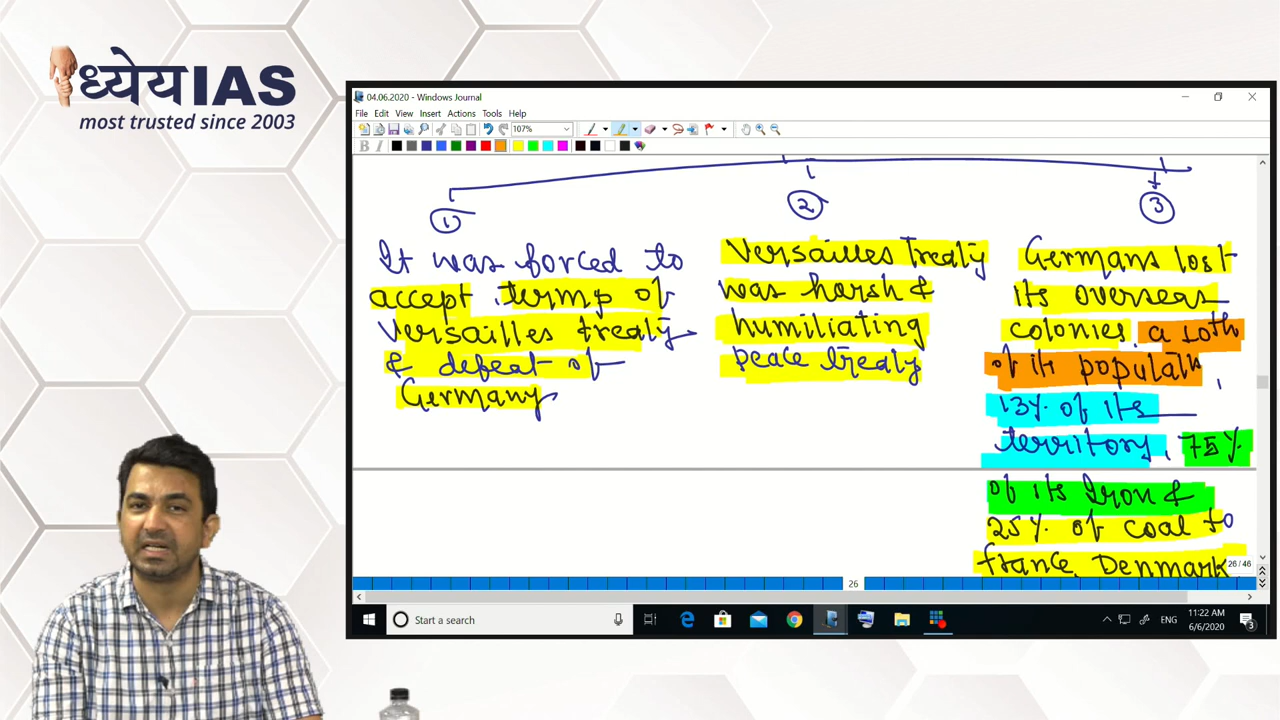 ध्येय IAS
most trusted since 2003
04.06.2020 - Windows Journal
File Edit View Insert Actions Tools Help
107%
B I
1
2
3
It was forced to
accept terms of
Versailles treaty
& defeat of
Germany
Versailles treaty
was harsh &
humiliating
peace treaty
Germans lost
its overseas
colonies, a 10th
of its populatn,
13% of its
territory, 75%
of its Iron &
25% of coal to
france, Denmark
26 / 46
26
Start a search
ENG
11:22 AM
6/6/2020
3